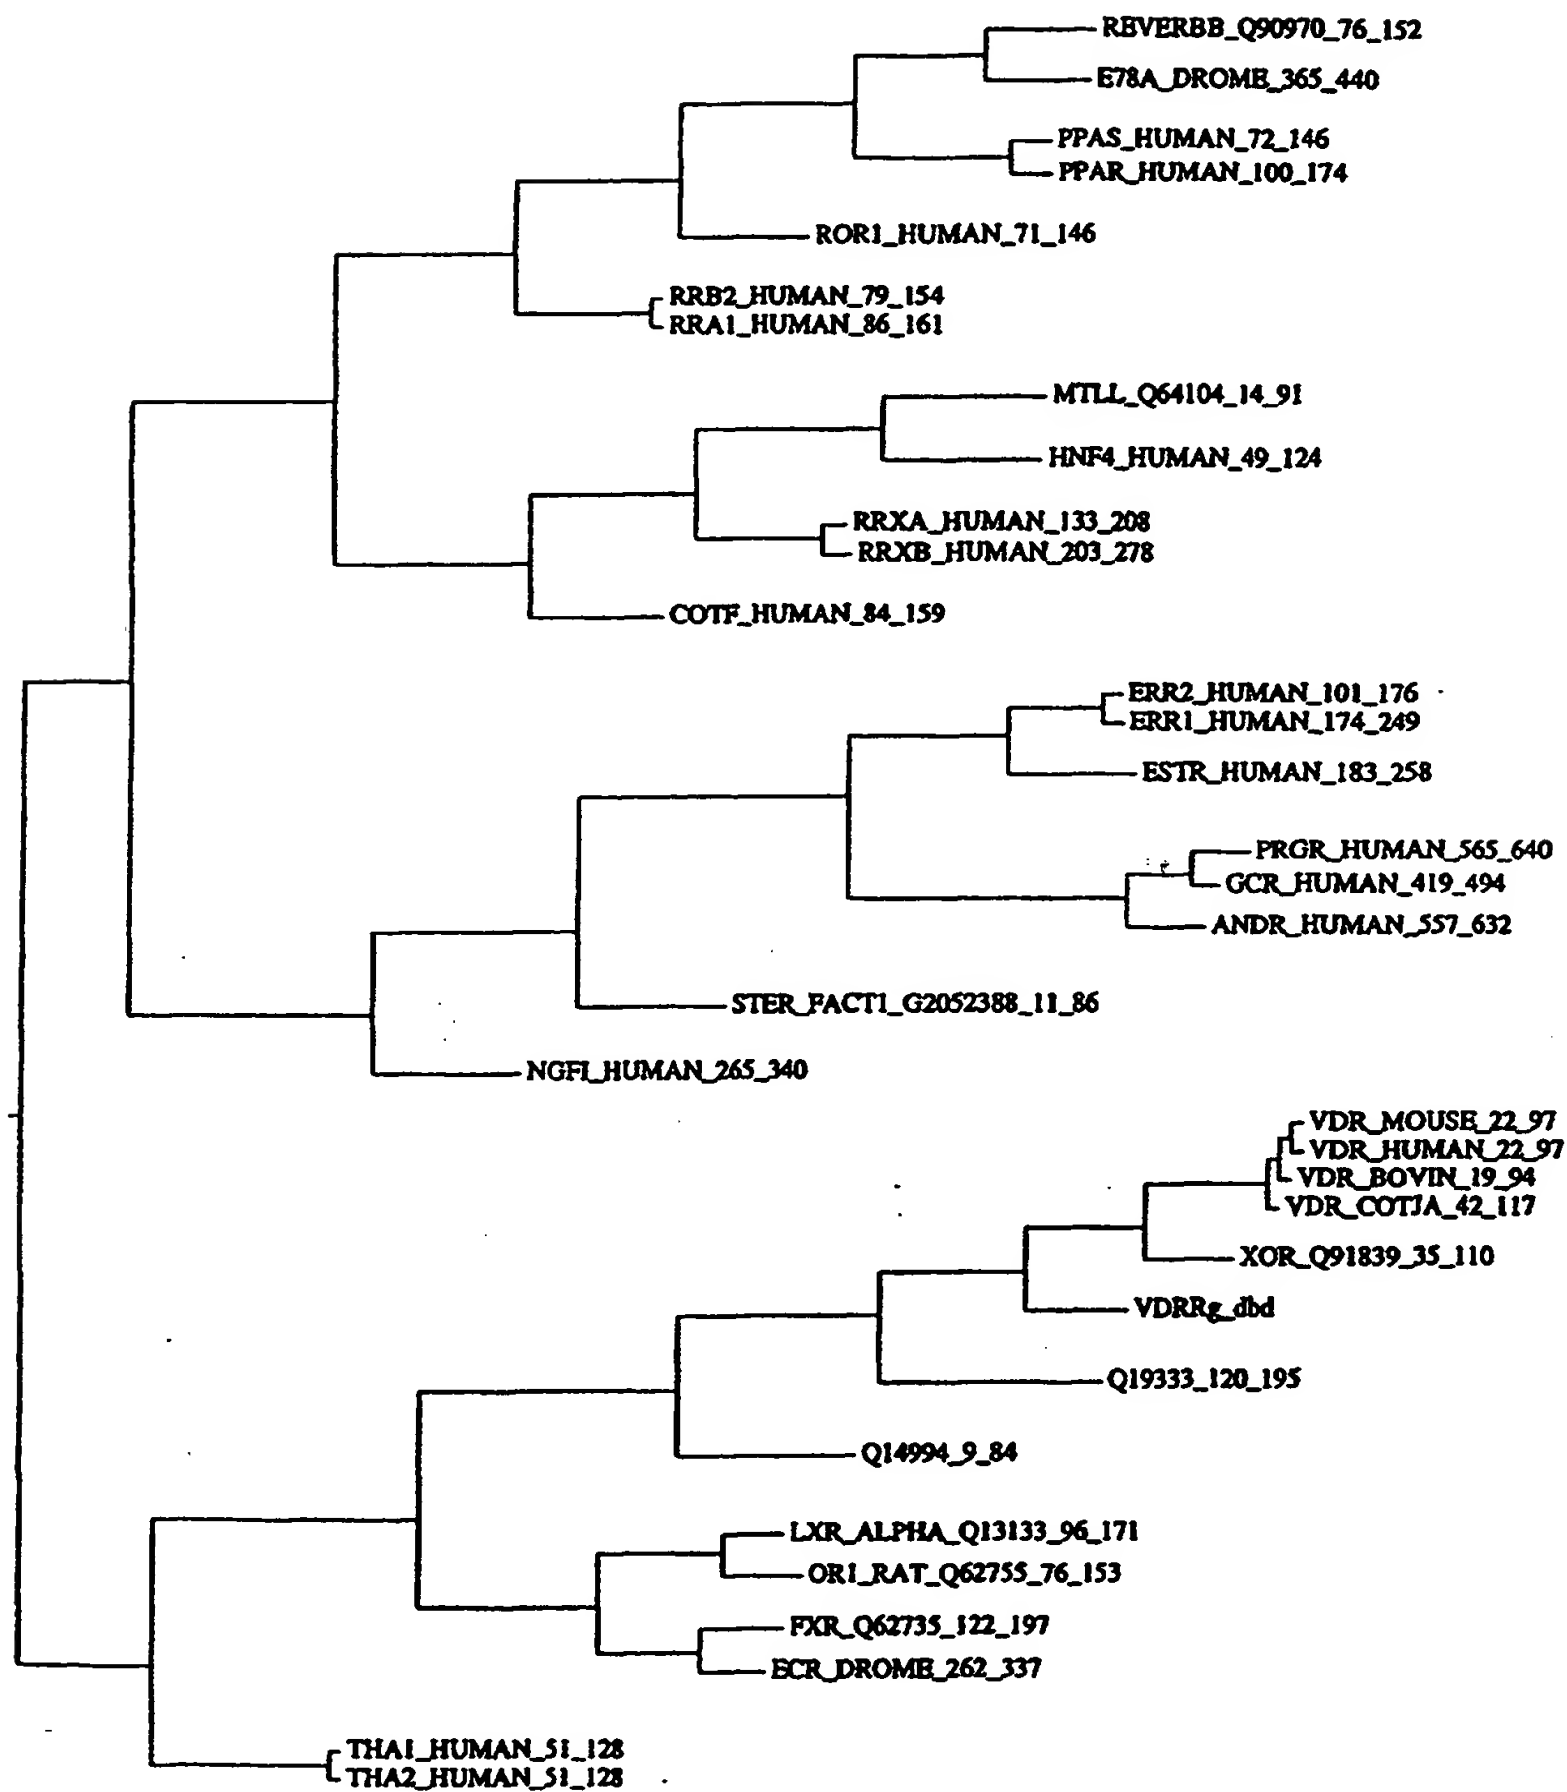 REVERBB_Q90970_76_152
E78A_DROME_365_440
PPAS_HUMAN_72_146
PPAR_HUMAN_100_174
ROR1_HUMAN_71_146
RRB2_HUMAN_79_154
RRA1_HUMAN_86_161
MTLL_Q64104_14_91
HNF4_HUMAN_49_124
RRXA_HUMAN_133_208
RRXB_HUMAN_203_278
COTF_HUMAN_84_159
ERR2_HUMAN_101_176
ERR1_HUMAN_174_249
ESTR_HUMAN_183_258
PRGR_HUMAN_565_640
GCR_HUMAN_419_494
ANDR_HUMAN_557_632
STER_FACT1_G2052388_11_86
NGFI_HUMAN_265_340
VDR_MOUSE_22_97
VDR_HUMAN_22_97
VDR_BOVIN_19_94
VDR_COTJA_42_117
XOR_Q91839_35_110
VDRRg_dbd
Q19333_120_195
Q14994_9_84
LXR_ALPHA_Q13133_96_171
OR1_RAT_Q62755_76_153
FXR_Q62735_122_197
ECR_DROME_262_337
THA1_HUMAN_51_128
THA2_HUMAN_51_128